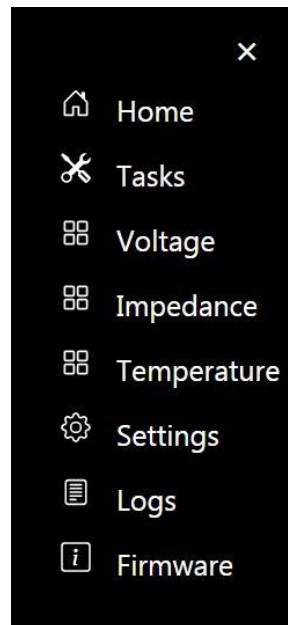 Home
Tasks
Voltage
Impedance
Temperature
Settings
Logs
Firmware